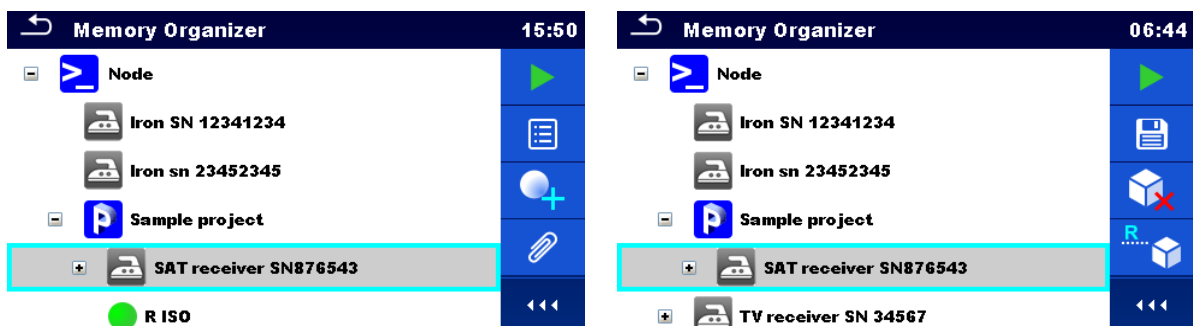 Memory Organizer 15:50
Node
Iron SN 12341234
Iron sn 23452345
Sample project
SAT receiver SN876543
R ISO
Memory Organizer 06:44
Node
Iron SN 12341234
Iron sn 23452345
Sample project
R
SAT receiver SN876543
TV receiver SN 34567